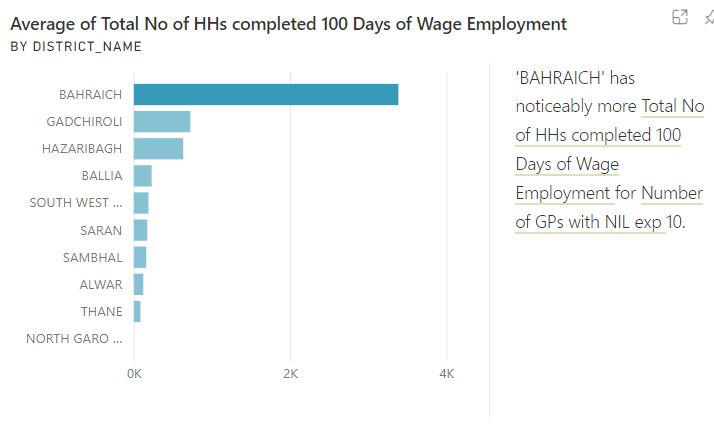 Average of Total No of HHs completed 100 Days of Wage Employment
BY DISTRICT_NAME
BAHRAICH
GADCHIROLI
HAZARIBAGH
BALLIA
SOUTH WEST ...
SARAN
SAMBHAL
ALWAR
THANE
NORTH GARO ...
0K 2K 4K
'BAHRAICH' has
noticeably more Total No
of HHs completed 100
Days of Wage
Employment for Number
of GPs with NIL exp 10.